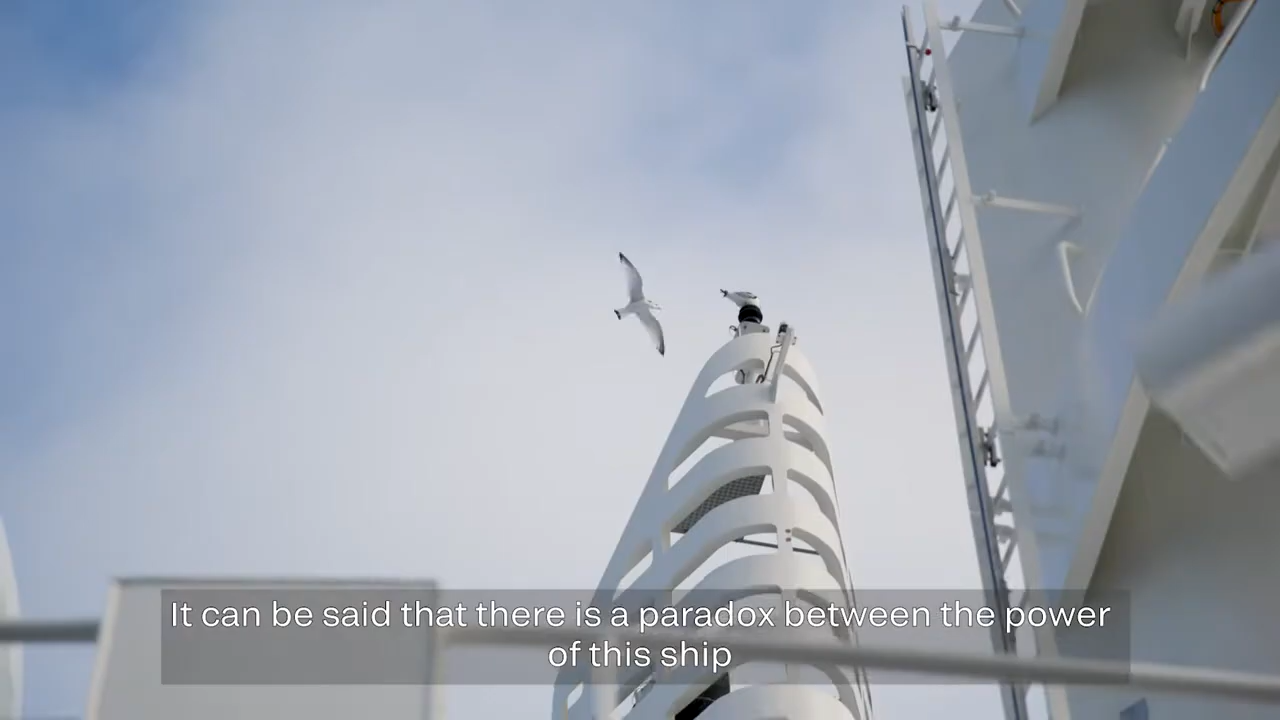 It can be said that there is a paradox between the power
of this ship